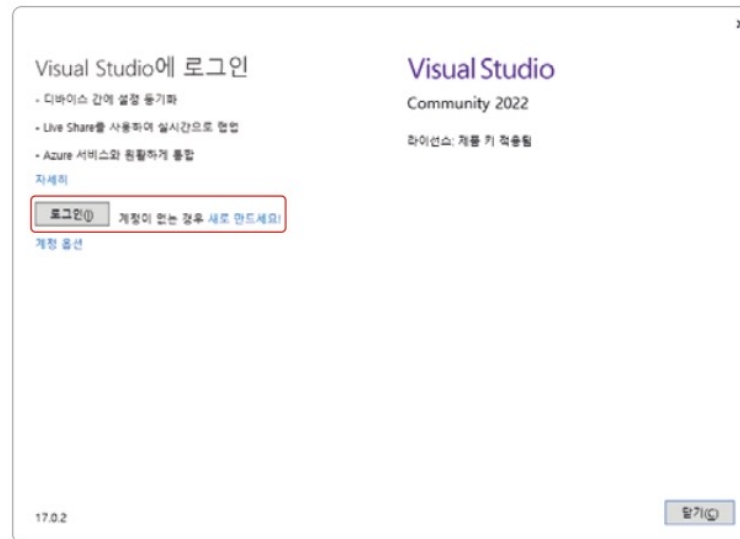 Visual Studio에 로그인
- 디바이스 간에 설정 동기화
- Live Share를 사용하여 실시간으로 협업
- Azure 서비스와 원활하게 통합
자세히
로그인(I) 계정이 없는 경우 새로 만드세요!
계정 옵션
Visual Studio
Community 2022
라이선스: 제품 키 적용됨
17.0.2
닫기(C)